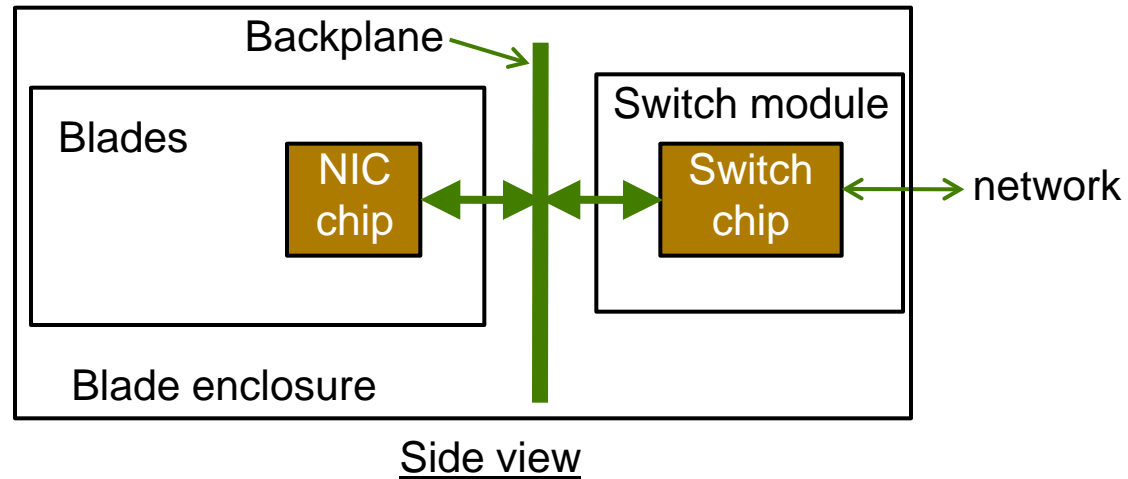 Backplane
Switch module
Blades
NIC
chip
Switch
chip
network
Blade enclosure
Side view